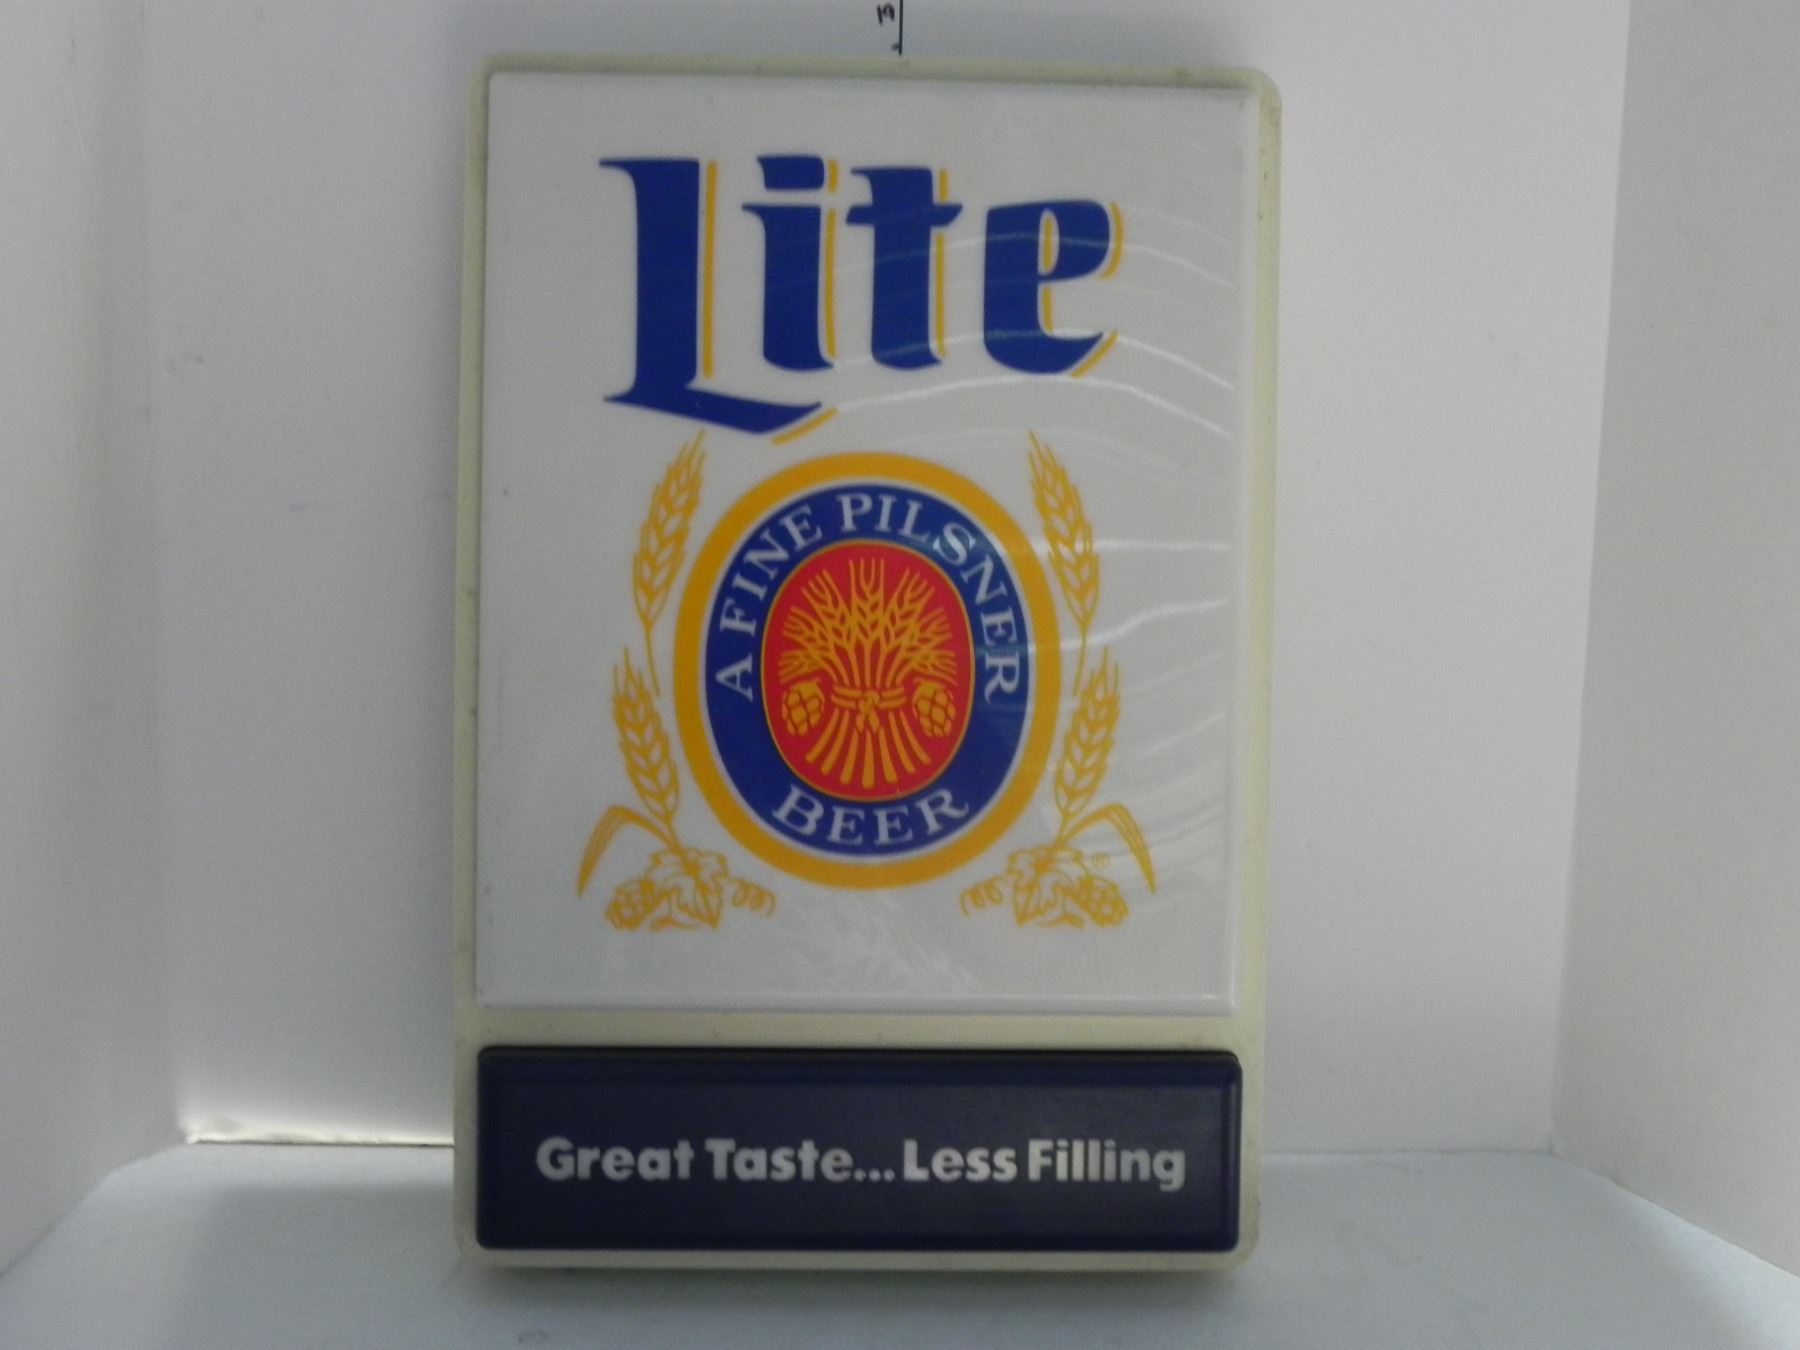 Lite
A FINE PILSNER
BEER
®
Great Taste... Less Filling